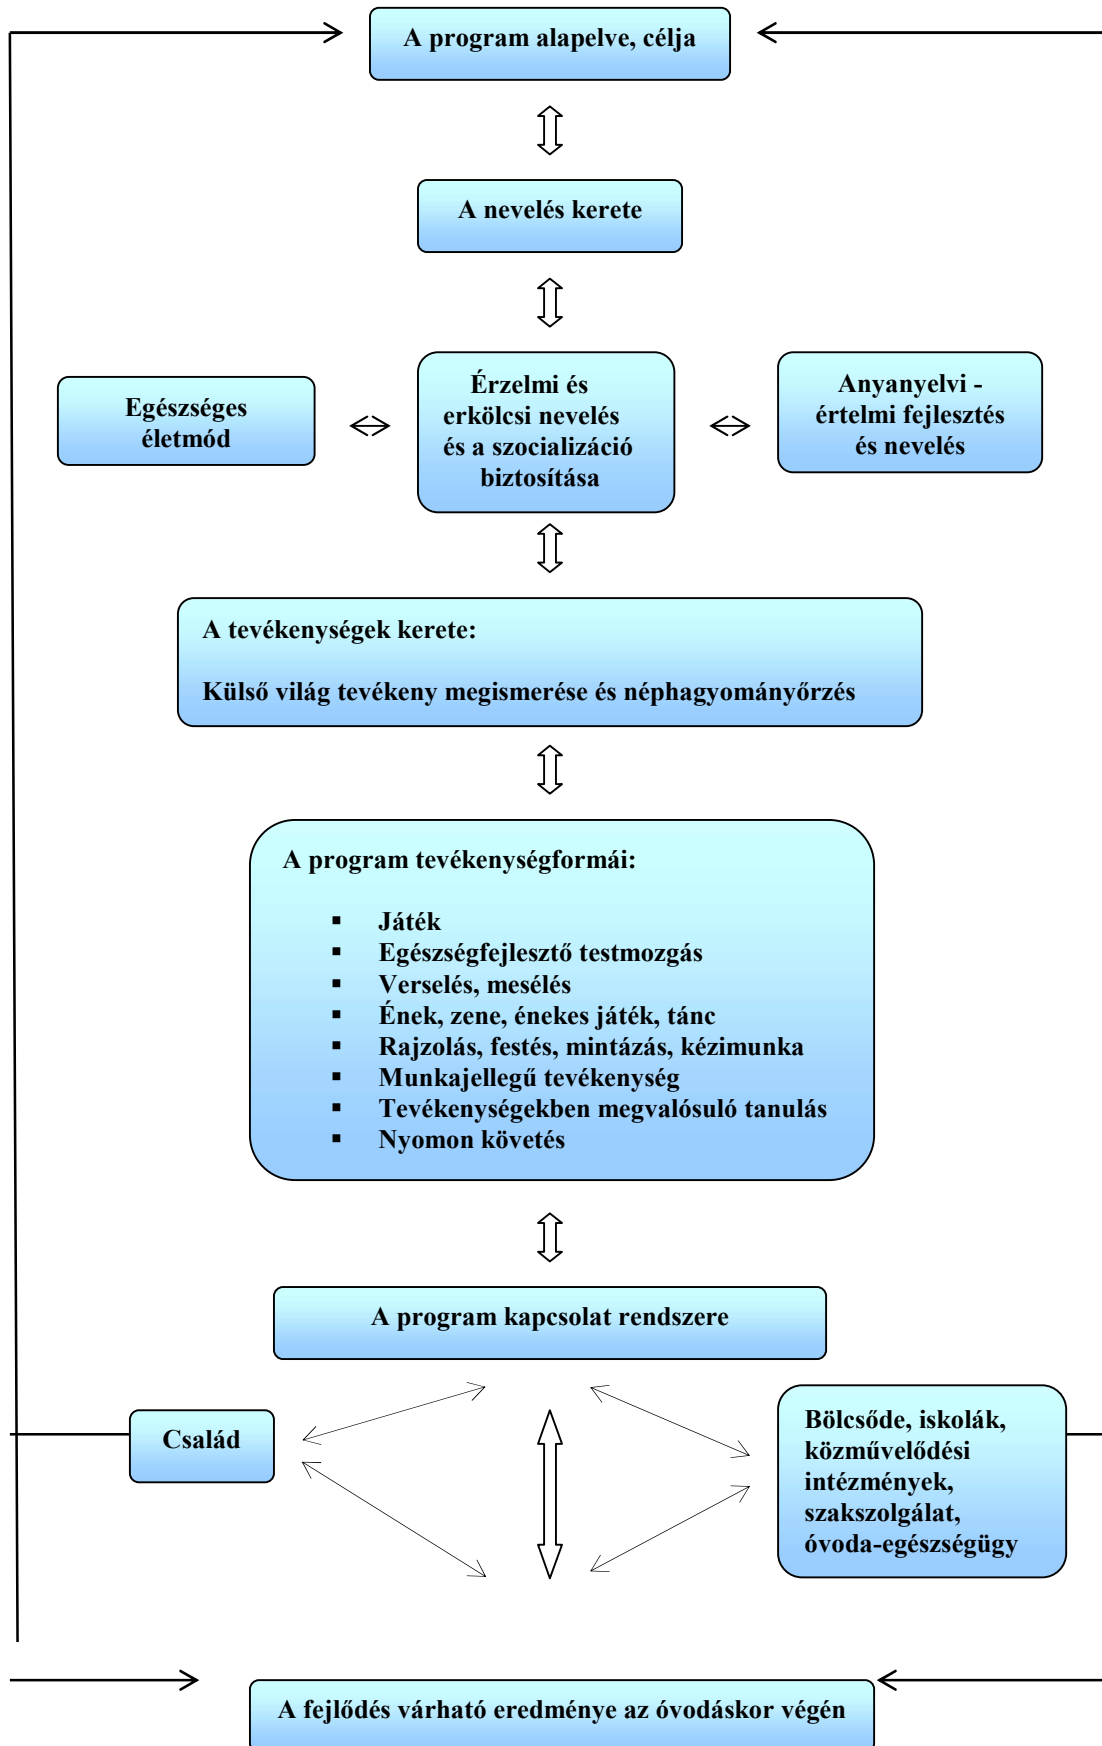 A program alapelve, célja
A nevelés kerete
Egészséges
életmód
Érzelmi és
erkölcsi nevelés
és a szocializáció
biztosítása
Anyanyelvi -
értelmi fejlesztés
és nevelés
A tevékenységek kerete:
Külső világ tevékeny megismerése és néphagyományőrzés
A program tevékenységformái:
▪ Játék
▪ Egészségfejlesztő testmozgás
▪ Verselés, mesélés
▪ Ének, zene, énekes játék, tánc
▪ Rajzolás, festés, mintázás, kézimunka
▪ Munkajellegű tevékenység
▪ Tevékenységekben megvalósuló tanulás
▪ Nyomon követés
A program kapcsolat rendszere
Család
Bölcsőde, iskolák,
közművelődési
intézmények,
szakszolgálat,
óvoda-egészségügy
A fejlődés várható eredménye az óvodáskor végén